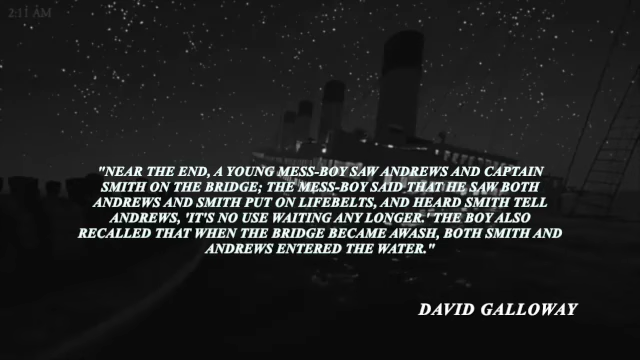 2:11 AM
"NEAR THE END, A YOUNG MESS-BOY SAW ANDREWS AND CAPTAIN
SMITH ON THE BRIDGE; THE MESS-BOY SAID THAT HE SAW BOTH
ANDREWS AND SMITH PUT ON LIFEBELTS, AND HEARD SMITH TELL
ANDREWS, 'IT'S NO USE WAITING ANY LONGER.' THE BOY ALSO
RECALLED THAT WHEN THE BRIDGE BECAME AWASH, BOTH SMITH AND
ANDREWS ENTERED THE WATER."
DAVID GALLOWAY